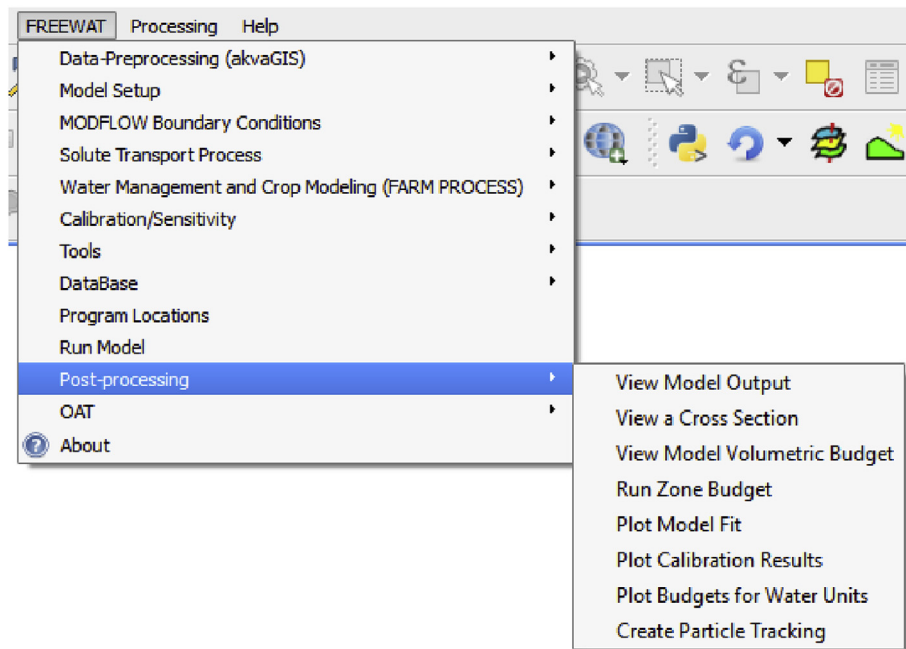 FREEWAT Processing Help
Data-Preprocessing (akvaGIS)
Model Setup
MODFLOW Boundary Conditions
Solute Transport Process
Water Management and Crop Modeling (FARM PROCESS)
Calibration/Sensitivity
Tools
DataBase
Program Locations
Run Model
Post-processing
OAT
About
View Model Output
View a Cross Section
View Model Volumetric Budget
Run Zone Budget
Plot Model Fit
Plot Calibration Results
Plot Budgets for Water Units
Create Particle Tracking